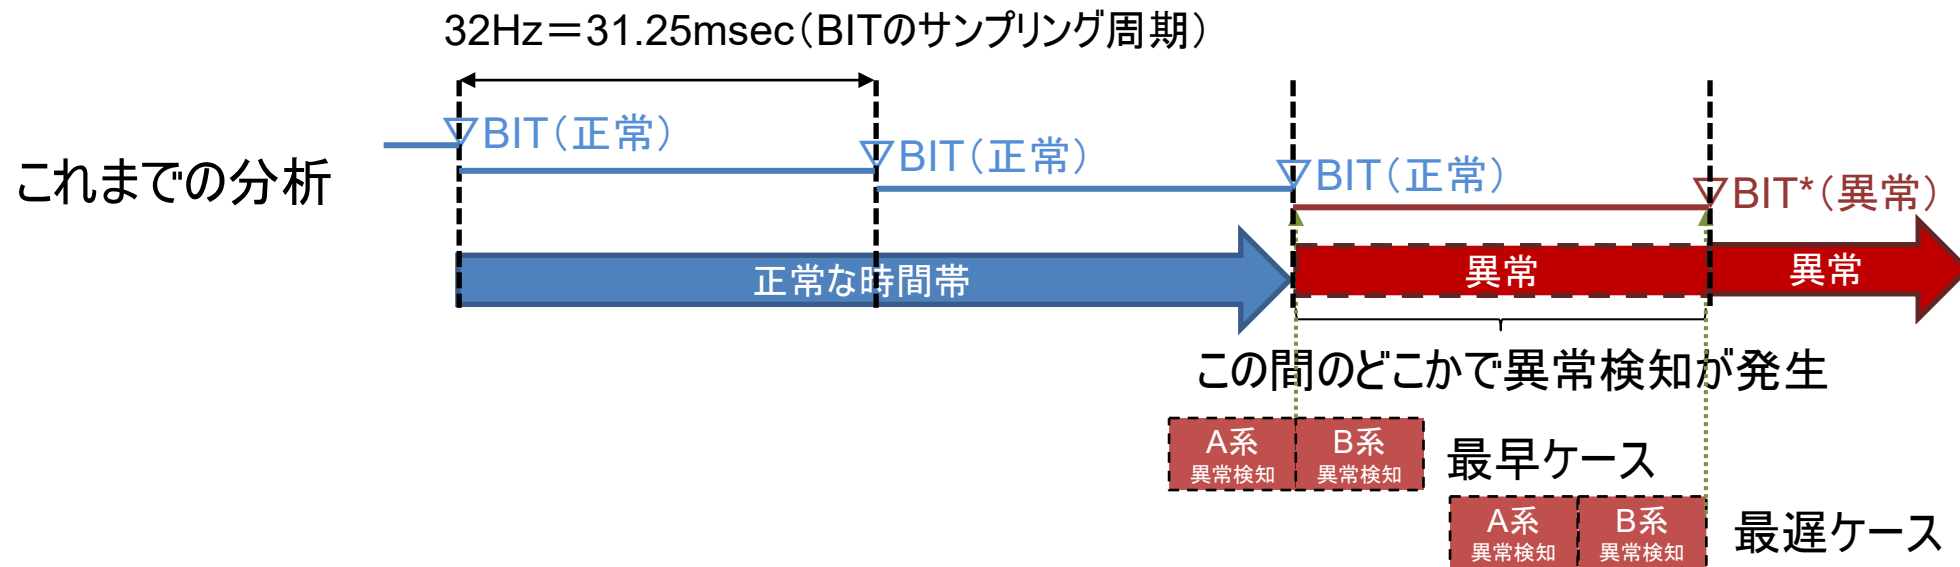 32Hz＝31.25msec（BITのサンプリング周期）
BIT（正常）
BIT（正常）
BIT（正常）
BIT*（異常）
これまでの分析
正常な時間帯
異常
異常
この間のどこかで異常検知が発生
A系
異常検知
B系
異常検知
最早ケース
A系
異常検知
B系
異常検知
最遅ケース